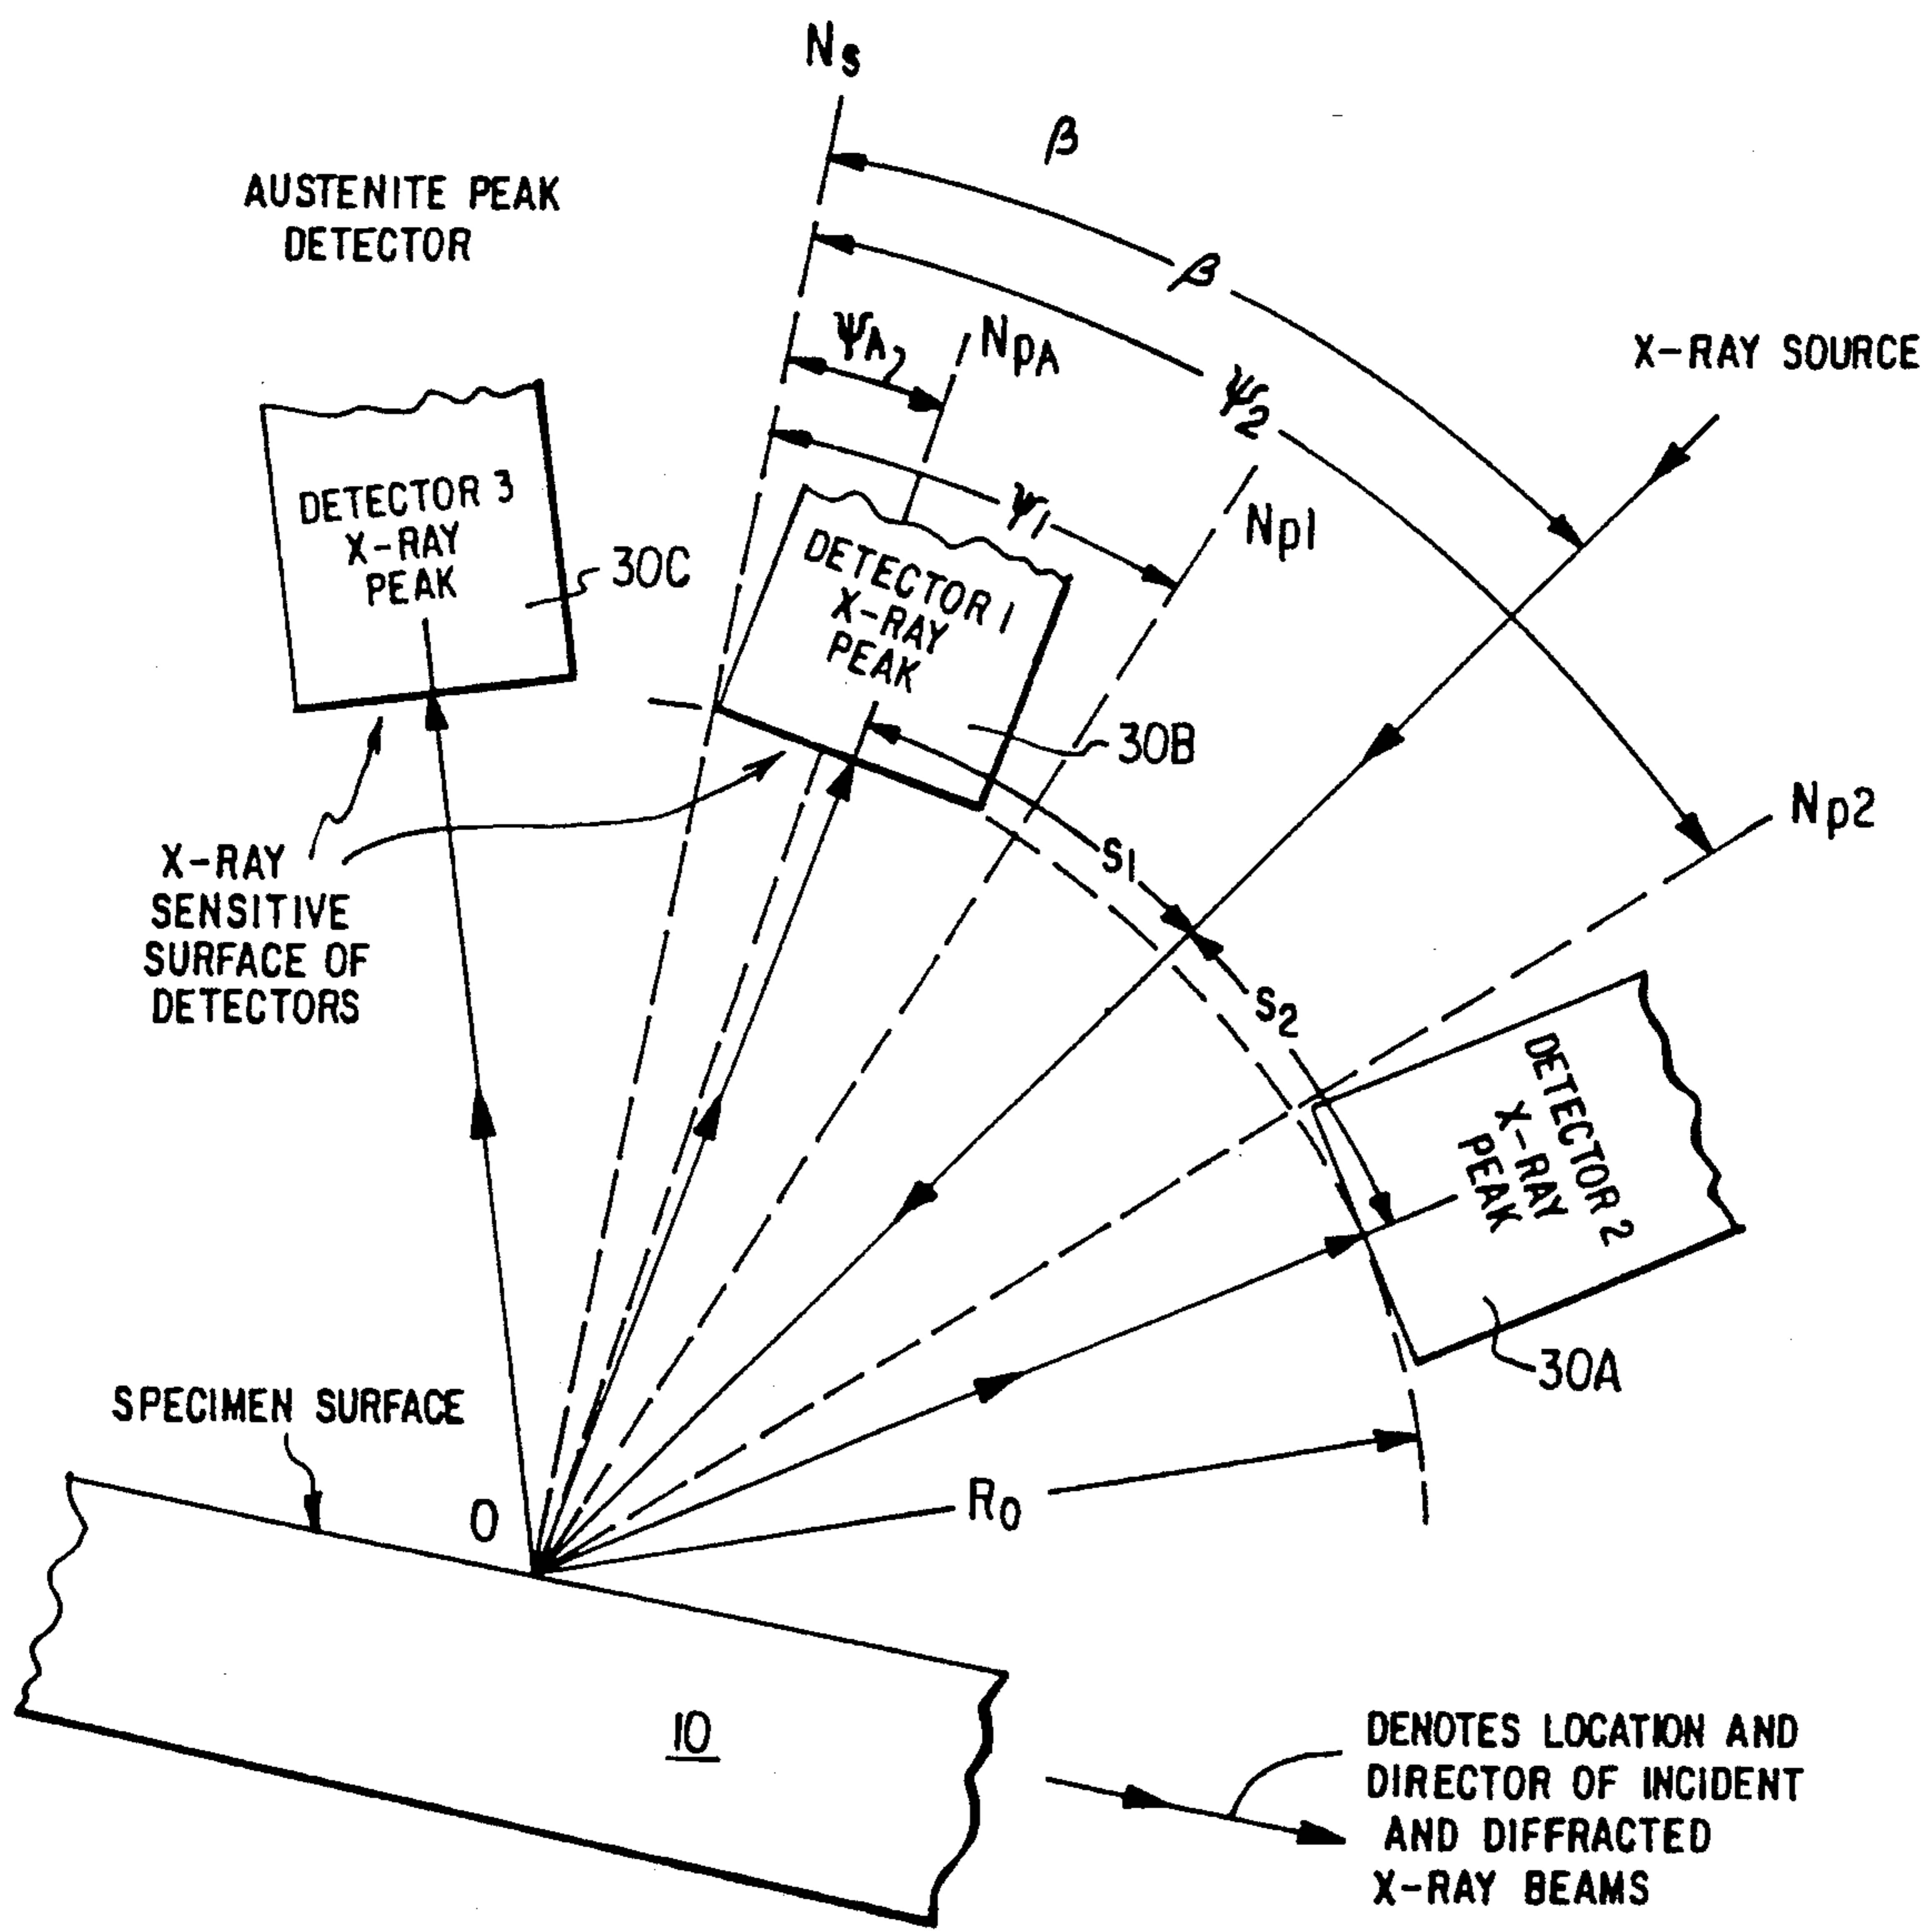 Ns
β
AUSTENITE PEAK
DETECTOR
β
ΨA2
NpA
X-RAY SOURCE
Ψ2
DETECTOR 3
X-RAY
PEAK
30C
Ψ1
Np1
DETECTOR 1
X-RAY
PEAK
30B
Np2
S1
X-RAY
SENSITIVE
SURFACE OF
DETECTORS
S2
DETECTOR 2
X-RAY
PEAK
30A
SPECIMEN SURFACE
O
R0
10
DENOTES LOCATION AND
DIRECTOR OF INCIDENT
AND DIFFRACTED
X-RAY BEAMS